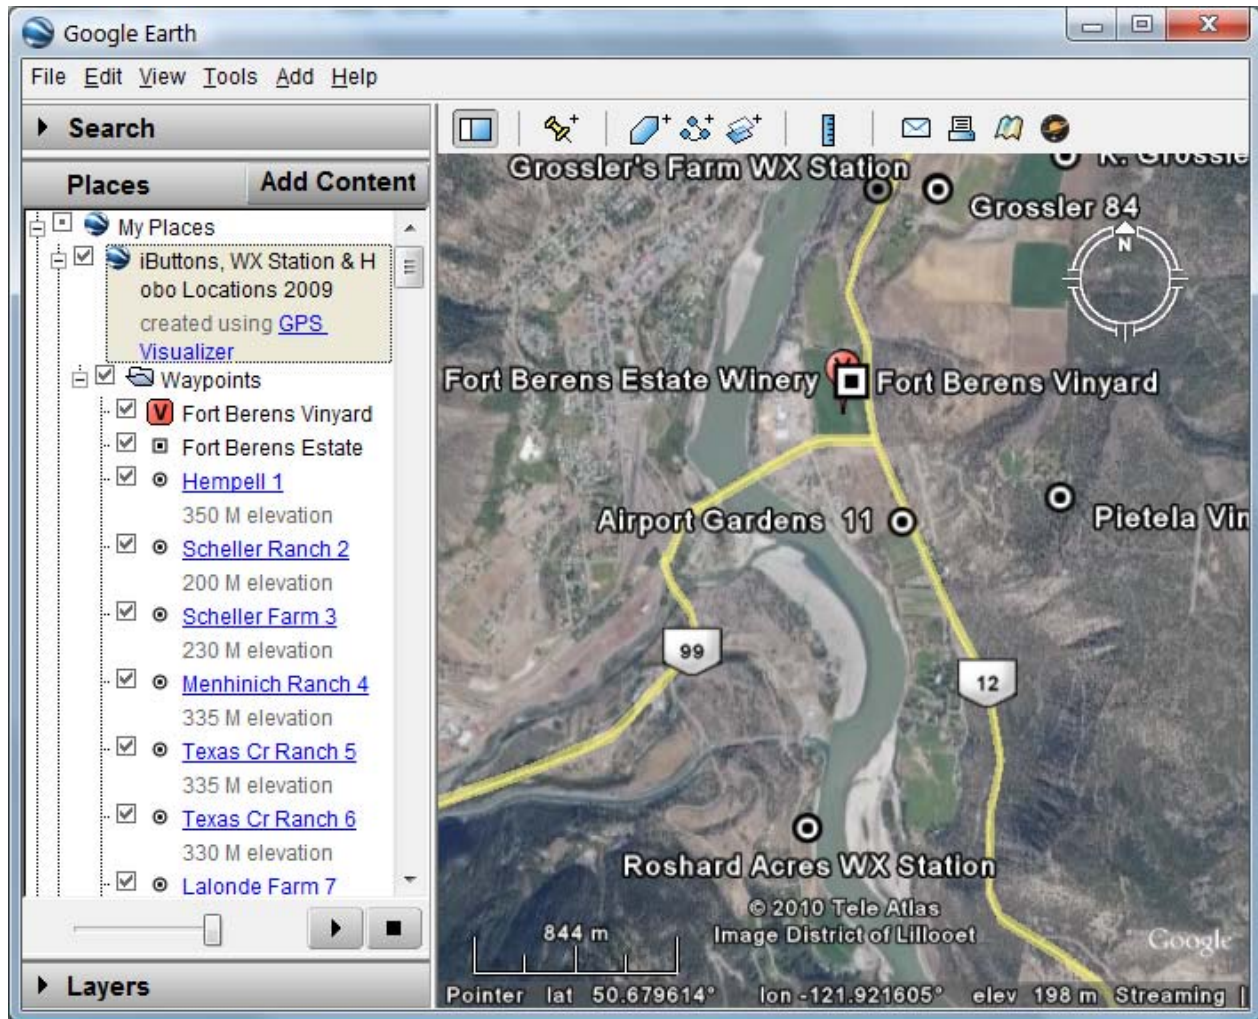 Google Earth
File Edit View Tools Add Help
Search
Places
Add Content
My Places
iButtons, WX Station & H
obo Locations 2009
created using GPS
Visualizer
Waypoints
V Fort Berens Vinyard
Fort Berens Estate
Hempell 1
350 M elevation
Scheller Ranch 2
200 M elevation
Scheller Farm 3
230 M elevation
Menhinich Ranch 4
335 M elevation
Texas Cr Ranch 5
335 M elevation
Texas Cr Ranch 6
330 M elevation
Lalonde Farm 7
Layers
Grossler's Farm WX Station
K. Grossle
Grossler 84
N
Fort Berens Estate Winery
Fort Berens Vinyard
Airport Gardens 11
Pietela Vin
99
12
Roshard Acres WX Station
© 2010 Tele Atlas
Image District of Lillooet
844 m
Google
Pointer lat 50.679614° lon -121.921605° elev 198 m Streaming |